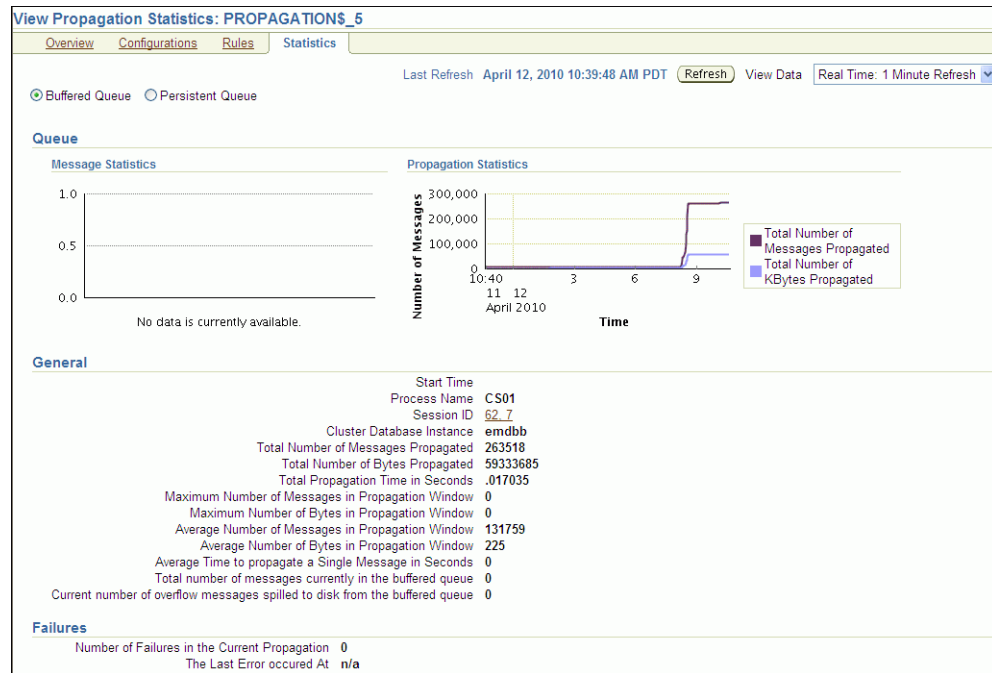 View Propagation Statistics: PROPAGATION$_5
Overview Configurations Rules Statistics
Last Refresh April 12, 2010 10:39:48 AM PDT Refresh View Data Real Time: 1 Minute Refresh
Buffered Queue Persistent Queue
Queue
Message Statistics
1.0
0.5
0.0
No data is currently available.
Propagation Statistics
Number of Messages
300,000
200,000
100,000
0
10:40 3 6 9
11 12
April 2010
Time
Total Number of
Messages Propagated
Total Number of
KBytes Propagated
General
Start Time
Process Name CS01
Session ID 62. 7
Cluster Database Instance emdbb
Total Number of Messages Propagated 263518
Total Number of Bytes Propagated 59333685
Total Propagation Time in Seconds .017035
Maximum Number of Messages in Propagation Window 0
Maximum Number of Bytes in Propagation Window 0
Average Number of Messages in Propagation Window 131759
Average Number of Bytes in Propagation Window 225
Average Time to propagate a Single Message in Seconds 0
Total number of messages currently in the buffered queue 0
Current number of overflow messages spilled to disk from the buffered queue 0
Failures
Number of Failures in the Current Propagation 0
The Last Error occured At n/a